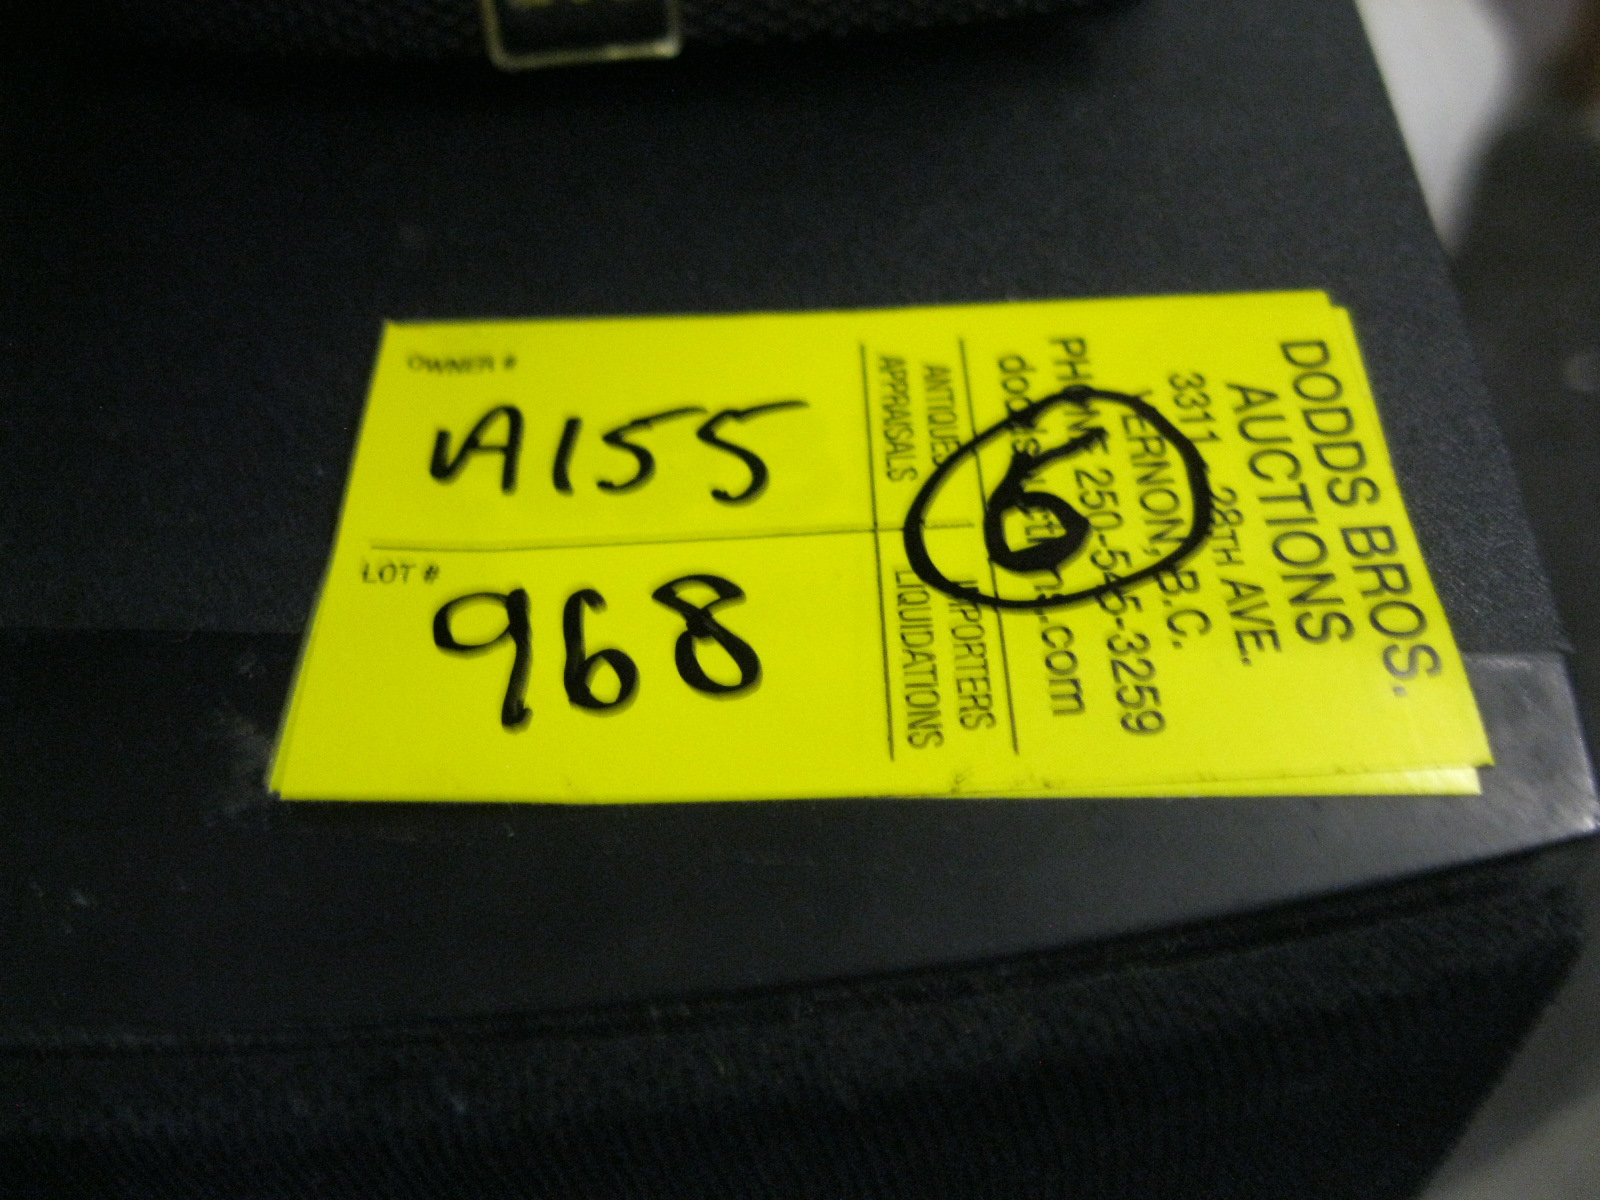 OWNER #
A155
LOT #
968
6
DODDS BROS.
AUCTIONS
3311 28TH AVE.
VERNON, B.C.
PHONE 250-545-3259
ANTIQUES IMPORTERS
APPRAISALS LIQUIDATIONS